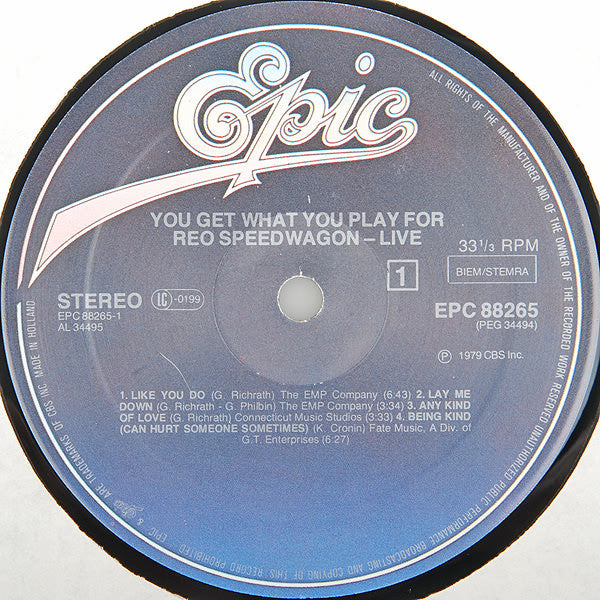 Epic
YOU GET WHAT YOU PLAY FOR
REO SPEEDWAGON – LIVE
33 1/3 RPM
BIEM/STEMRA
1
STEREO
LC -0199
EPC 88265-1
AL 34495
EPC 88265
(PEG 34494)
Ⓟ 1979 CBS Inc.
1. LIKE YOU DO (G. Richrath) The EMP Company (6:43) 2. LAY ME
DOWN (G. Richrath - G. Philbin) The EMP Company (3:34) 3. ANY KIND
OF LOVE (G. Richrath) Connecticut Music Studios (3:33) 4. BEING KIND
(CAN HURT SOMEONE SOMETIMES) (K. Cronin) Fate Music, A Div. of
G.T. Enterprises (6:27)
ALL RIGHTS OF THE MANUFACTURER AND OF THE OWNER OF THE RECORDED WORK RESERVED UNAUTHORIZED PUBLIC PERFORMANCE BROADCASTING AND COPYING OF THIS RECORD PROHIBITED
EPIC & Epic ARE TRADEMARKS OF CBS INC. MADE IN HOLLAND